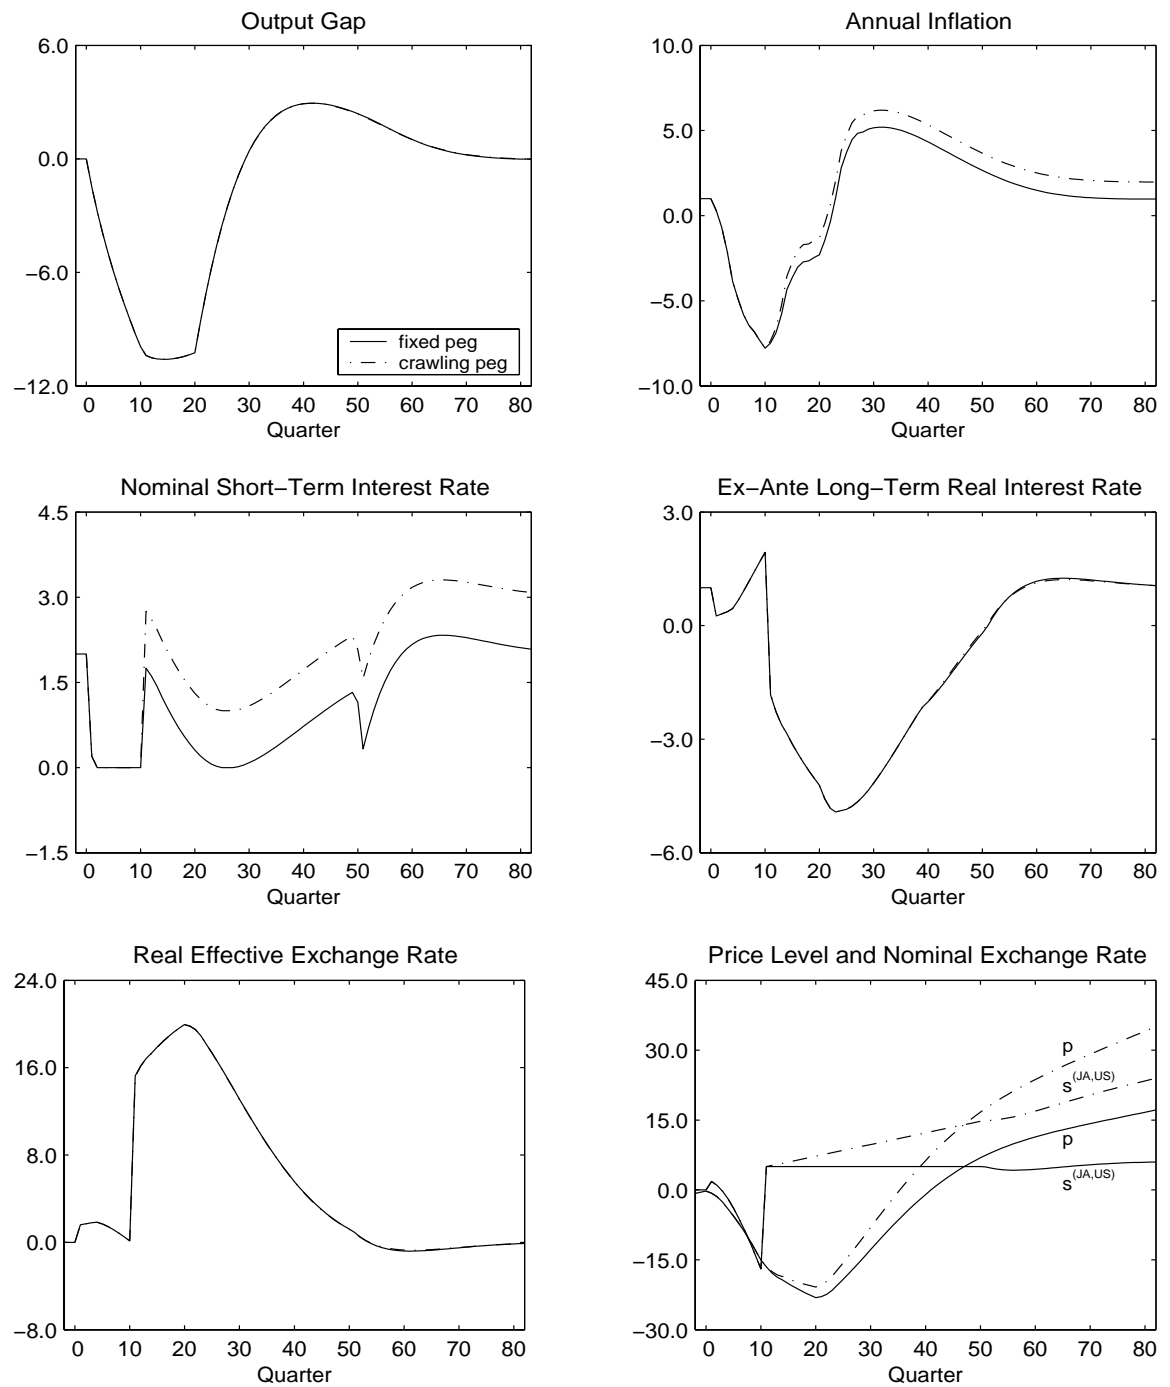 Output Gap
6.0
0.0
−6.0
−12.0
fixed peg
crawling peg
0 10 20 30 40 50 60 70 80
Quarter
Annual Inflation
10.0
5.0
0.0
−5.0
−10.0
0 10 20 30 40 50 60 70 80
Quarter
Nominal Short−Term Interest Rate
4.5
3.0
1.5
0.0
−1.5
0 10 20 30 40 50 60 70 80
Quarter
Ex−Ante Long−Term Real Interest Rate
3.0
0.0
−3.0
−6.0
0 10 20 30 40 50 60 70 80
Quarter
Real Effective Exchange Rate
24.0
16.0
8.0
0.0
−8.0
0 10 20 30 40 50 60 70 80
Quarter
Price Level and Nominal Exchange Rate
45.0
30.0
15.0
0.0
−15.0
−30.0
p
s(JA,US)
p
s(JA,US)
0 10 20 30 40 50 60 70 80
Quarter